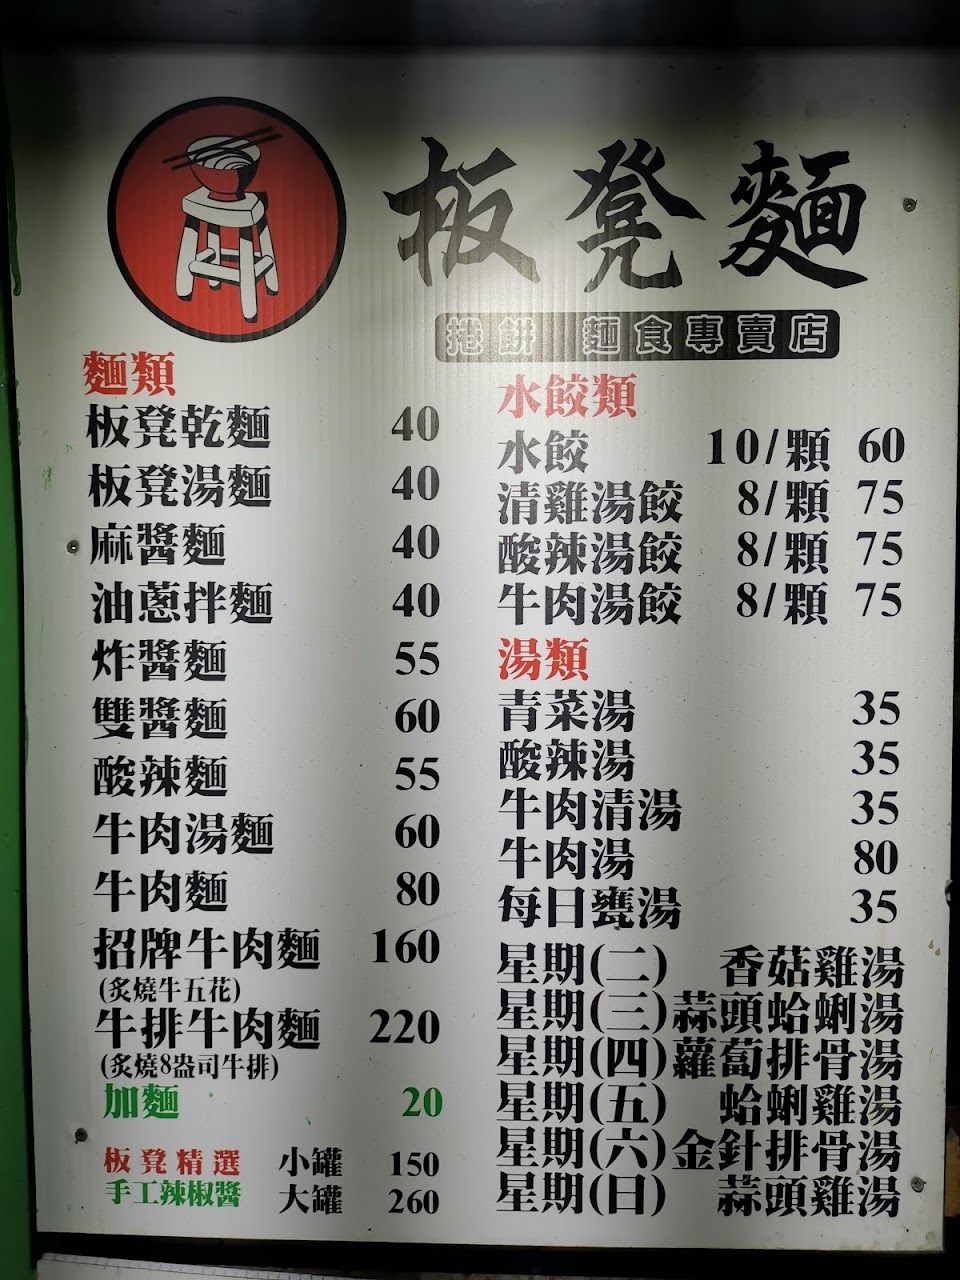 板凳麵
捲餅 麵食專賣店
麵類
板凳乾麵 40
板凳湯麵 40
麻醬麵 40
油蔥拌麵 40
炸醬麵 55
雙醬麵 60
酸辣麵 55
牛肉湯麵 60
牛肉麵 80
招牌牛肉麵 160
(炙燒牛五花)
牛排牛肉麵 220
(炙燒8盎司牛排)
加麵 20
板凳精選 小罐 150
手工辣椒醬 大罐 260
水餃類
水餃 10/顆 60
清雞湯餃 8/顆 75
酸辣湯餃 8/顆 75
牛肉湯餃 8/顆 75
湯類
青菜湯 35
酸辣湯 35
牛肉清湯 35
牛肉湯 80
每日甕湯 35
星期(二) 香菇雞湯
星期(三) 蒜頭蛤蜊湯
星期(四) 蘿蔔排骨湯
星期(五) 蛤蜊雞湯
星期(六) 金針排骨湯
星期(日) 蒜頭雞湯